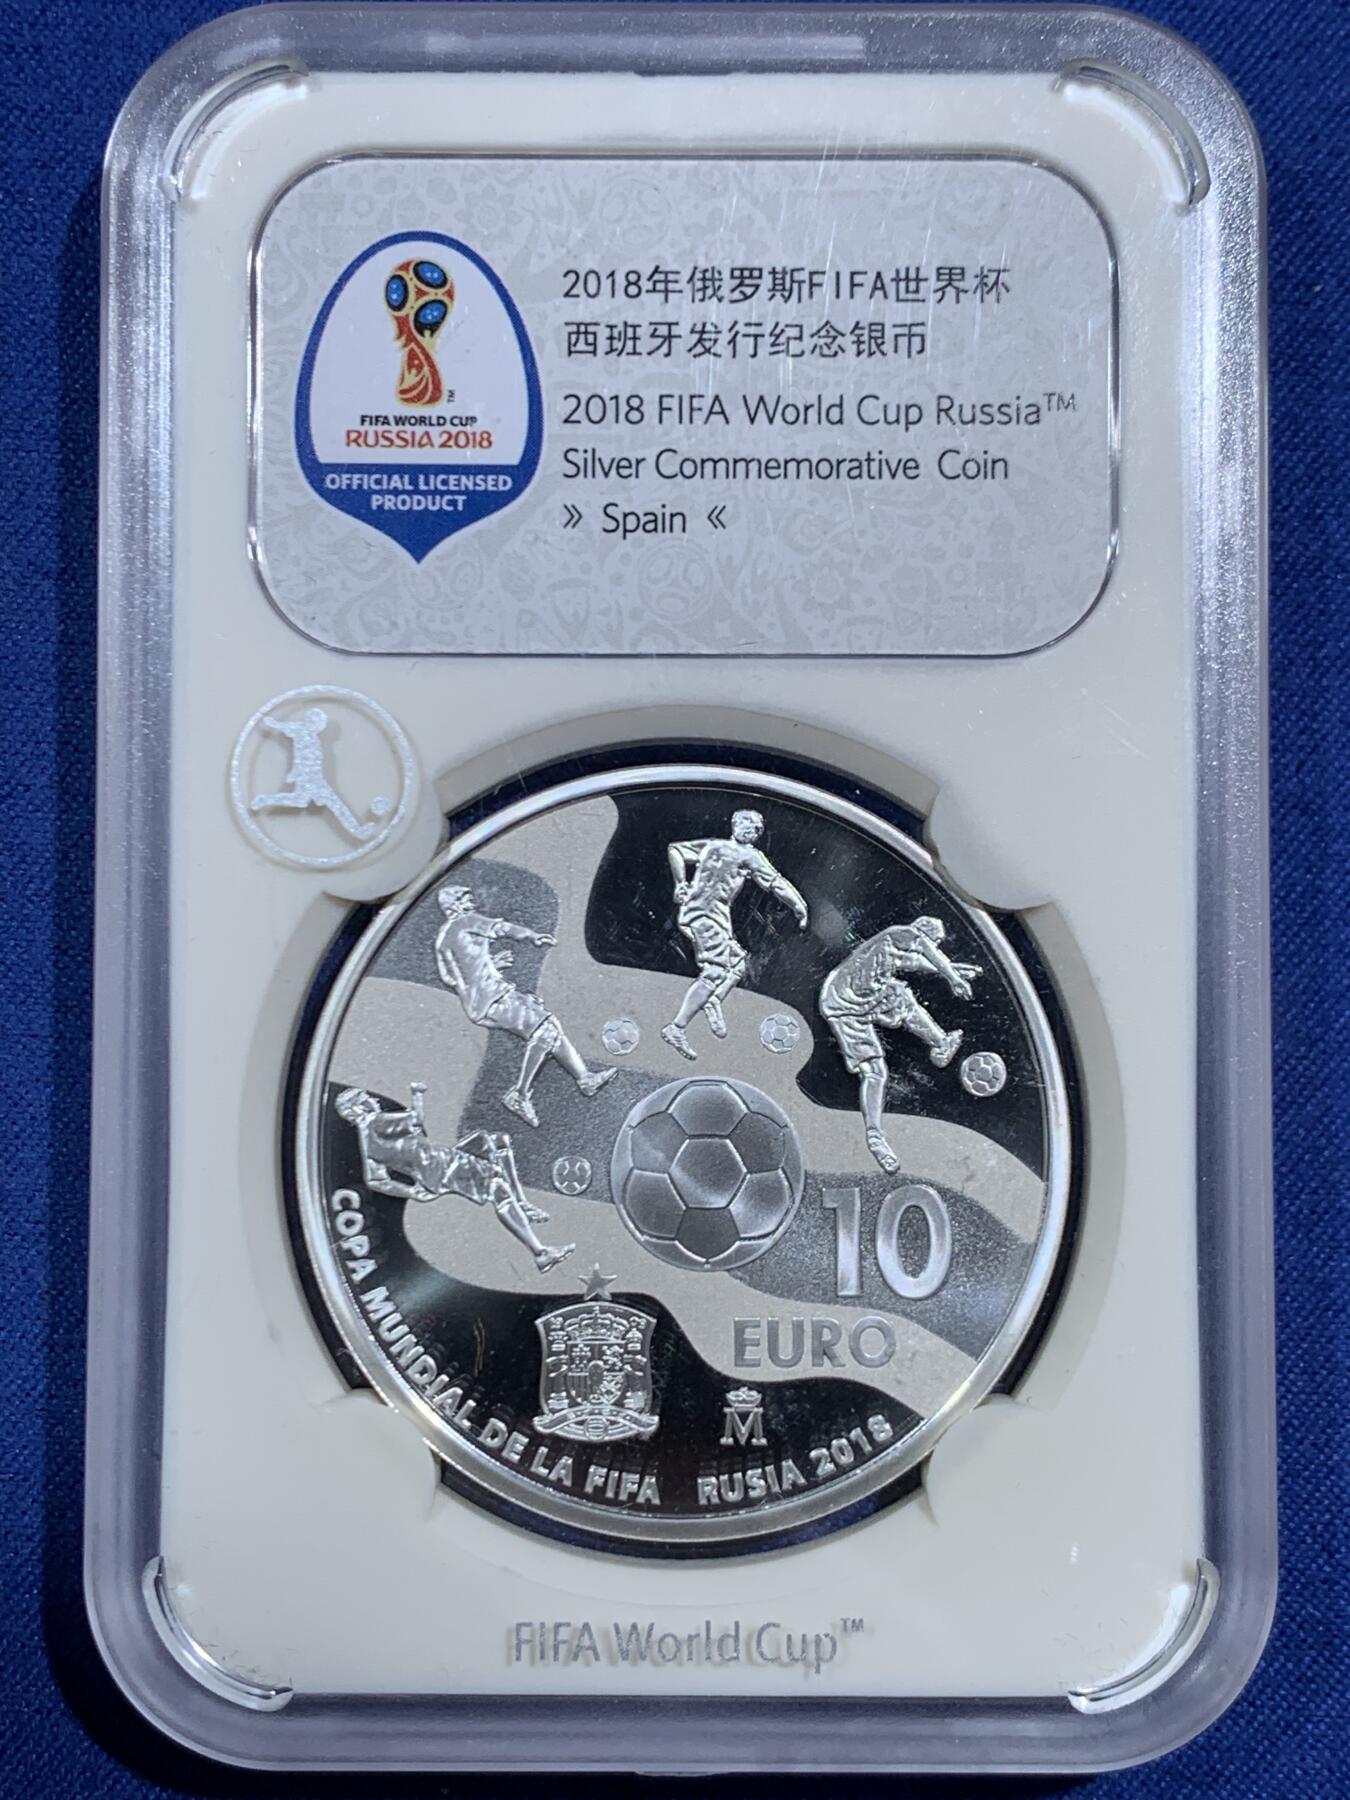 2018年俄罗斯FIFA世界杯
西班牙发行纪念银币
2018 FIFA World Cup Russia™
Silver Commemorative Coin
» Spain «
TM
FIFA WORLD CUP
RUSSIA 2018
OFFICIAL LICENSED
PRODUCT
10
EURO
M
COPA MUNDIAL DE LA FIFA RUSIA 2018
FIFA World Cup™